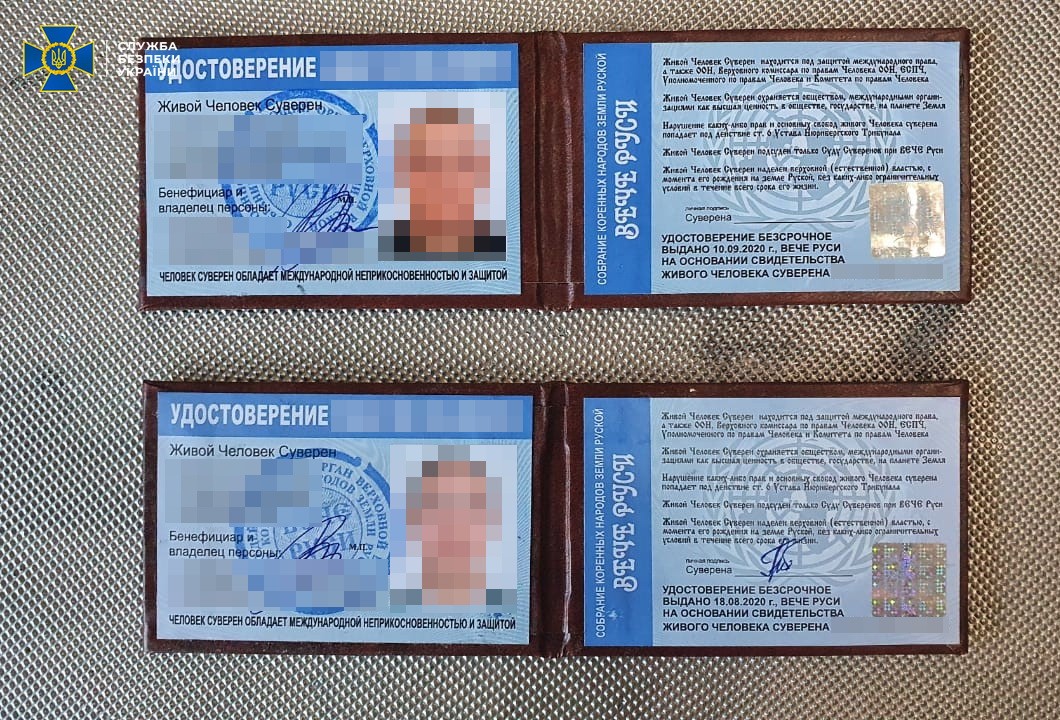 СЛУЖБА
БЕЗПЕКИ
УКРАЇНИ
УДОСТОВЕРЕНИЕ
Живой Человек Суверен
РУСИ
Бенефициар и
владелец персоны:
м.п.
ЧЕЛОВЕК СУВЕРЕН ОБЛАДАЕТ МЕЖДУНАРОДНОЙ НЕПРИКОСНОВЕННОСТЬЮ И ЗАЩИТОЙ
СОБРАНИЕ КОРЕННЫХ НАРОДОВ ЗЕМЛИ РУСКОЙ
ВЕЧЕ РУСИ
Живой Человек Суверен находится под защитой международного права,
а также ООН, Верховного комиссара по правам Человека ООН, ЕСПЧ,
Уполномоченного по правам Человека и Комитета по правам Человека
Живой Человек Суверен охраняется обществом, международными органи-
зациями как высшая ценность в обществе, государстве, на планете Земля
Нарушение каких-либо прав и основных свобод живого Человека суверена
попадает под действие ст. 6 Устава Нюрнбергского Трибунала
Живой Человек Суверен подсуден только Суду Суверенов при ВЕЧЕ Руси
Живой Человек Суверен наделен верховной (естественной) властью, с
момента его рождения на земле Руской, без каких-либо ограничительных
условий в течение всего срока его жизни.
личная подпись
Суверена
УДОСТОВЕРЕНИЕ БЕЗСРОЧНОЕ
ВЫДАНО 10.09.2020 г., ВЕЧЕ РУСИ
НА ОСНОВАНИИ СВИДЕТЕЛЬСТВА
ЖИВОГО ЧЕЛОВЕКА СУВЕРЕНА
УДОСТОВЕРЕНИЕ
Живой Человек Суверен
ОРГАН ВЕРХОВНОЙ
РУСИ
Бенефициар и
владелец персоны:
м.п.
ЧЕЛОВЕК СУВЕРЕН ОБЛАДАЕТ МЕЖДУНАРОДНОЙ НЕПРИКОСНОВЕННОСТЬЮ И ЗАЩИТОЙ
СОБРАНИЕ КОРЕННЫХ НАРОДОВ ЗЕМЛИ РУСКОЙ
ВЕЧЕ РУСИ
Живой Человек Суверен находится под защитой международного права,
а также ООН, Верховного комиссара по правам Человека ООН, ЕСПЧ,
Уполномоченного по правам Человека и Комитета по правам Человека
Живой Человек Суверен охраняется обществом, международными органи-
зациями как высшая ценность в обществе, государстве, на планете Земля
Нарушение каких-либо прав и основных свобод живого Человека суверена
попадает под действие ст. 6 Устава Нюрнбергского Трибунала
Живой Человек Суверен подсуден только Суду Суверенов при ВЕЧЕ Руси
Живой Человек Суверен наделен верховной (естественной) властью, с
момента его рождения на земле Руской, без каких-либо ограничительных
условий в течение всего срока его жизни.
личная подпись
Суверена
УДОСТОВЕРЕНИЕ БЕЗСРОЧНОЕ
ВЫДАНО 18.08.2020 г., ВЕЧЕ РУСИ
НА ОСНОВАНИИ СВИДЕТЕЛЬСТВА
ЖИВОГО ЧЕЛОВЕКА СУВЕРЕНА